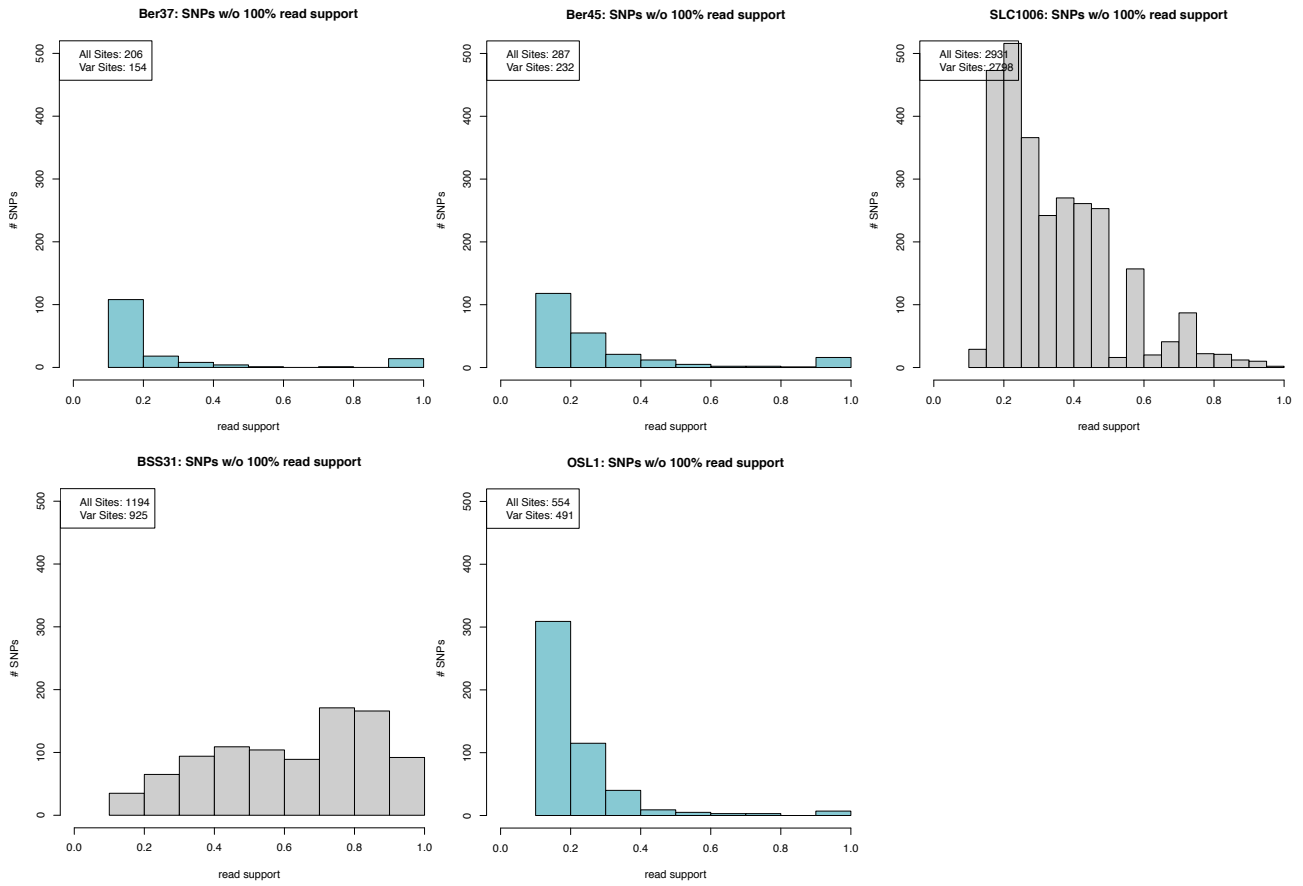 Ber37: SNPs w/o 100% read support
All Sites: 206
Var Sites: 154
# SNPs
500
400
300
200
100
0
0.0 0.2 0.4 0.6 0.8 1.0
read support
Ber45: SNPs w/o 100% read support
All Sites: 287
Var Sites: 232
# SNPs
500
400
300
200
100
0
0.0 0.2 0.4 0.6 0.8 1.0
read support
SLC1006: SNPs w/o 100% read support
All Sites: 2931
Var Sites: 2798
# SNPs
500
400
300
200
100
0
0.0 0.2 0.4 0.6 0.8 1.0
read support
BSS31: SNPs w/o 100% read support
All Sites: 1194
Var Sites: 925
# SNPs
500
400
300
200
100
0
0.0 0.2 0.4 0.6 0.8 1.0
read support
OSL1: SNPs w/o 100% read support
All Sites: 554
Var Sites: 491
# SNPs
500
400
300
200
100
0
0.0 0.2 0.4 0.6 0.8 1.0
read support